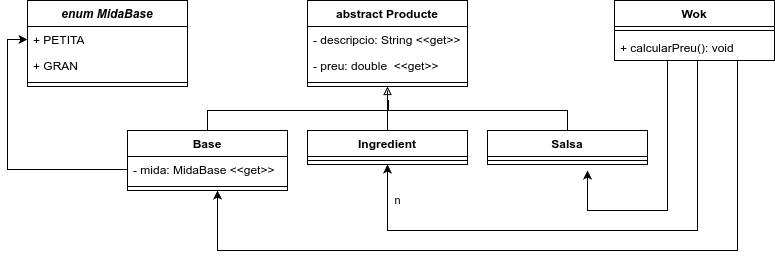 enum MidaBase
+ PETITA
+ GRAN
abstract Producte
- descripcio: String <<get>>
- preu: double <<get>>
Wok
+ calcularPreu(): void
Base
- mida: MidaBase <<get>>
Ingredient
Salsa
n